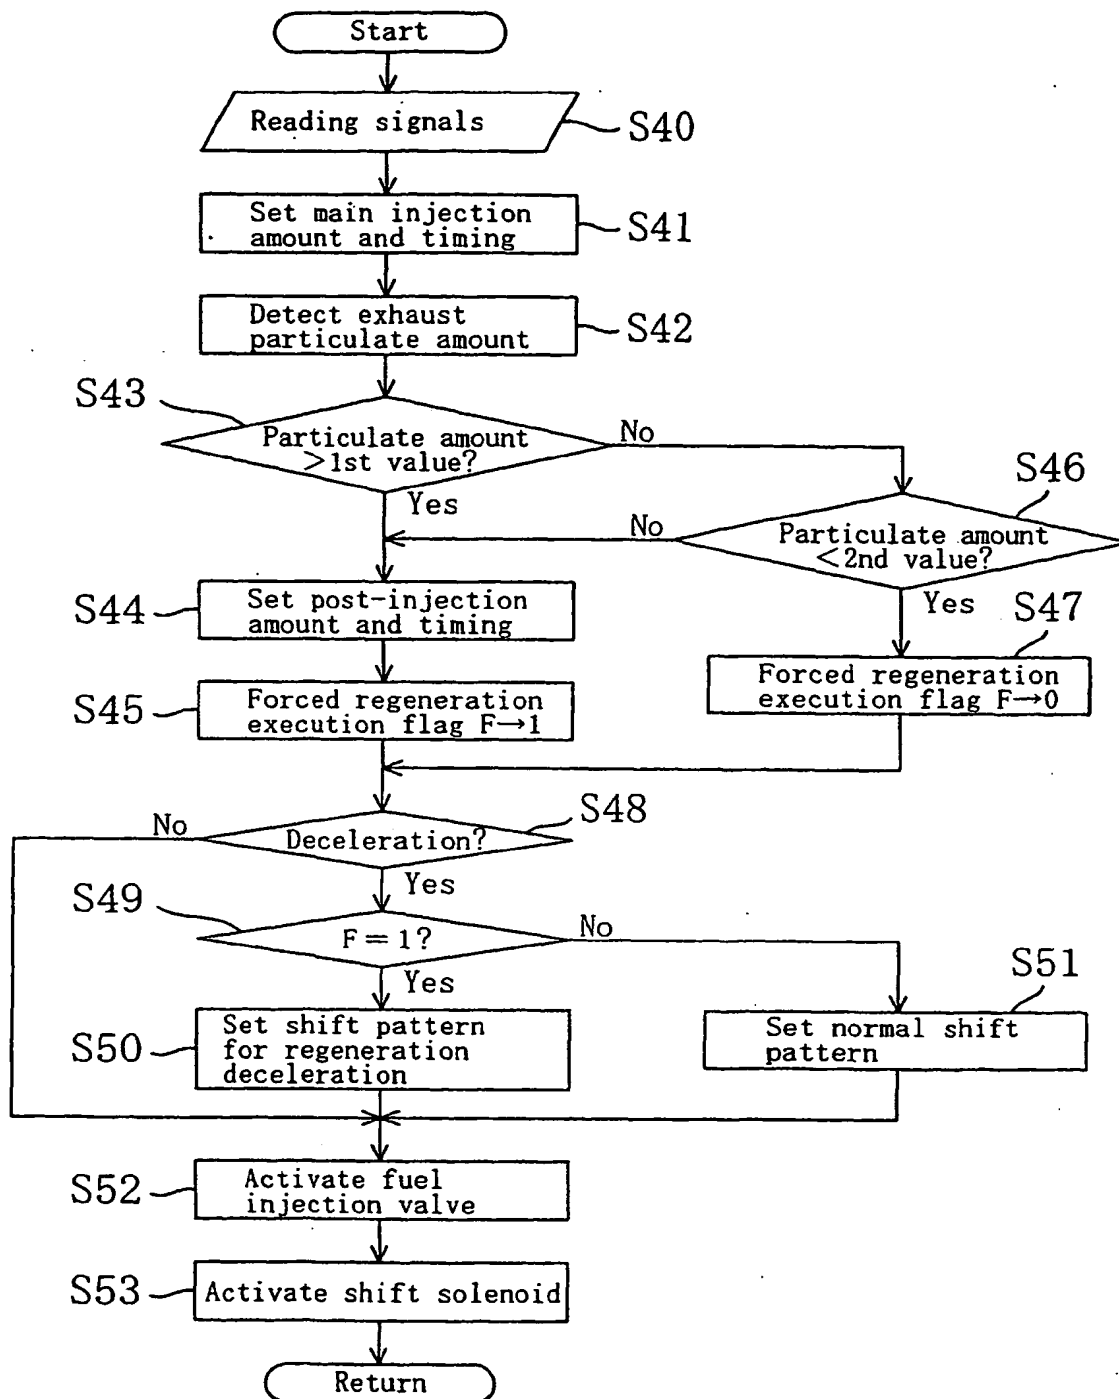 Start
Reading signals
S40
Set main injection
amount and timing
S41
Detect exhaust
particulate amount
S42
S43
Particulate amount
>1st value?
No
Yes
S46
Particulate amount
<2nd value?
No
Yes
S44
Set post-injection
amount and timing
S47
Forced regeneration
execution flag F→0
S45
Forced regeneration
execution flag F→1
S48
Deceleration?
No
Yes
S49
F=1?
No
Yes
S50
Set shift pattern
for regeneration
deceleration
S51
Set normal shift
pattern
S52
Activate fuel
injection valve
S53
Activate shift solenoid
Return